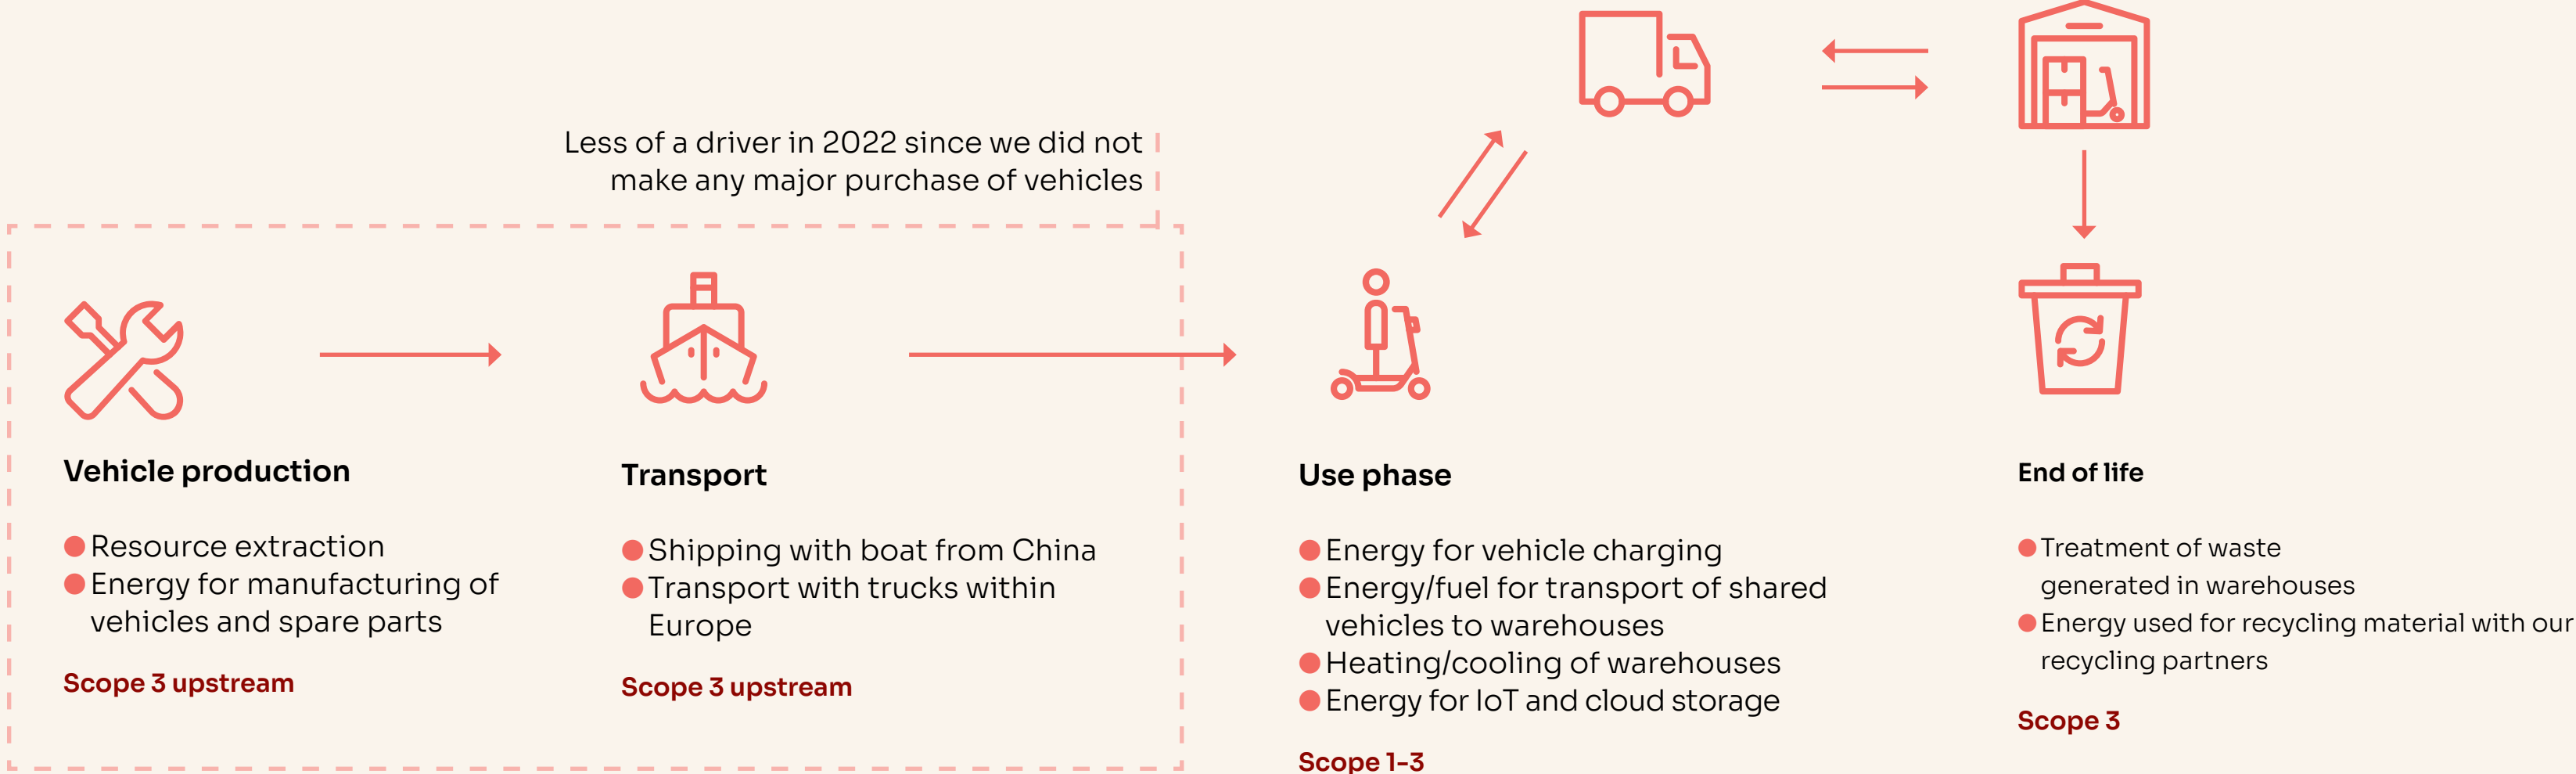 Less of a driver in 2022 since we did not
make any major purchase of vehicles
Vehicle production
Resource extraction
Energy for manufacturing of
vehicles and spare parts
Scope 3 upstream
Transport
Shipping with boat from China
Transport with trucks within
Europe
Scope 3 upstream
Use phase
Energy for vehicle charging
Energy/fuel for transport of shared
vehicles to warehouses
Heating/cooling of warehouses
Energy for IoT and cloud storage
Scope 1-3
End of life
Treatment of waste
generated in warehouses
Energy used for recycling material with our
recycling partners
Scope 3